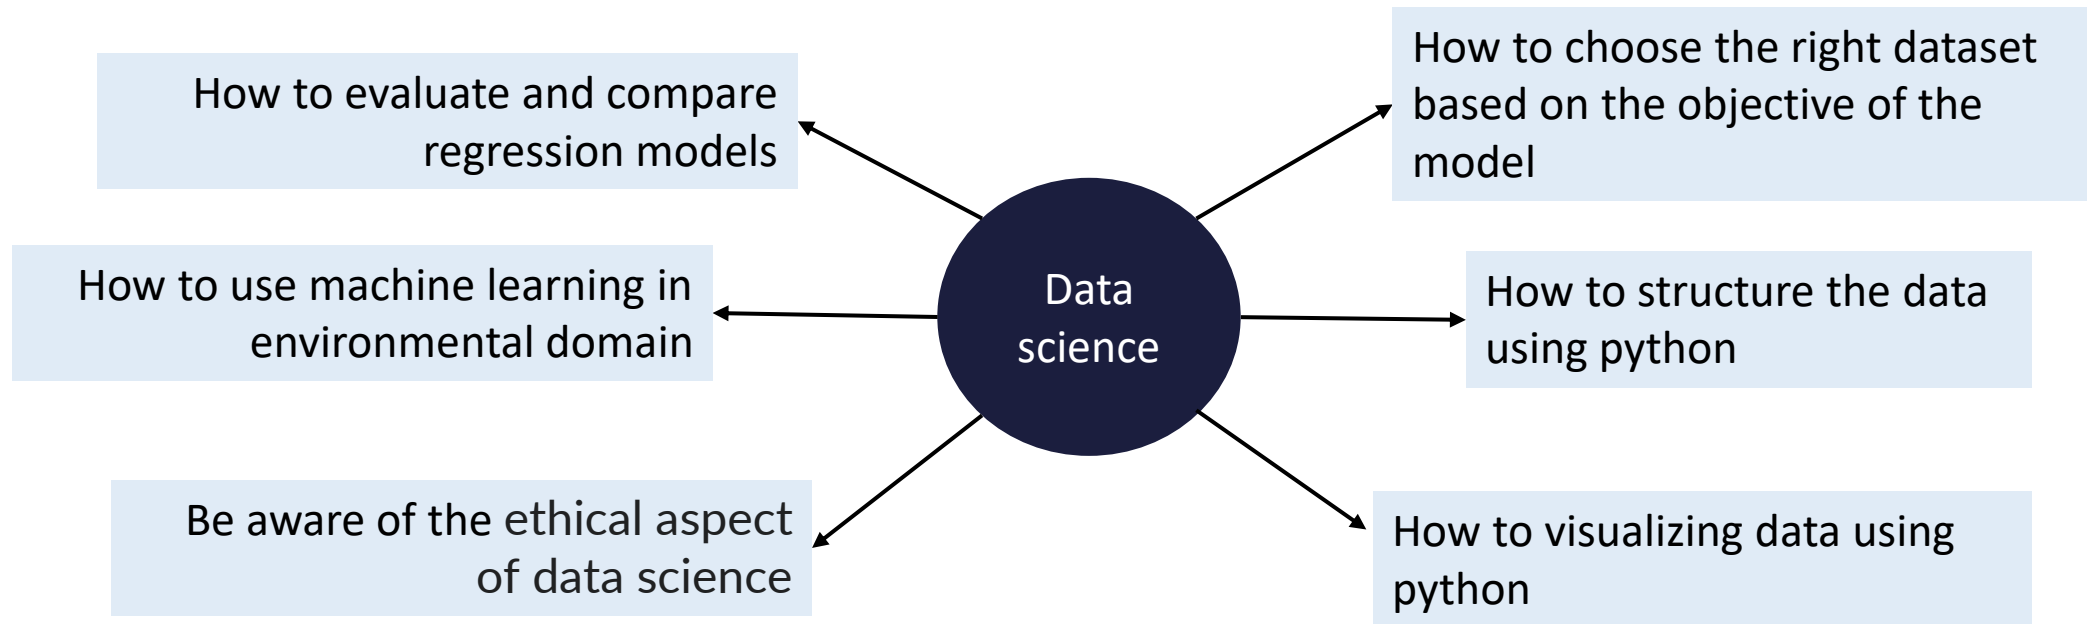 How to evaluate and compare
regression models
How to use machine learning in
environmental domain
Be aware of the ethical aspect
of data science
Data
science
How to choose the right dataset
based on the objective of the
model
How to structure the data
using python
How to visualizing data using
python